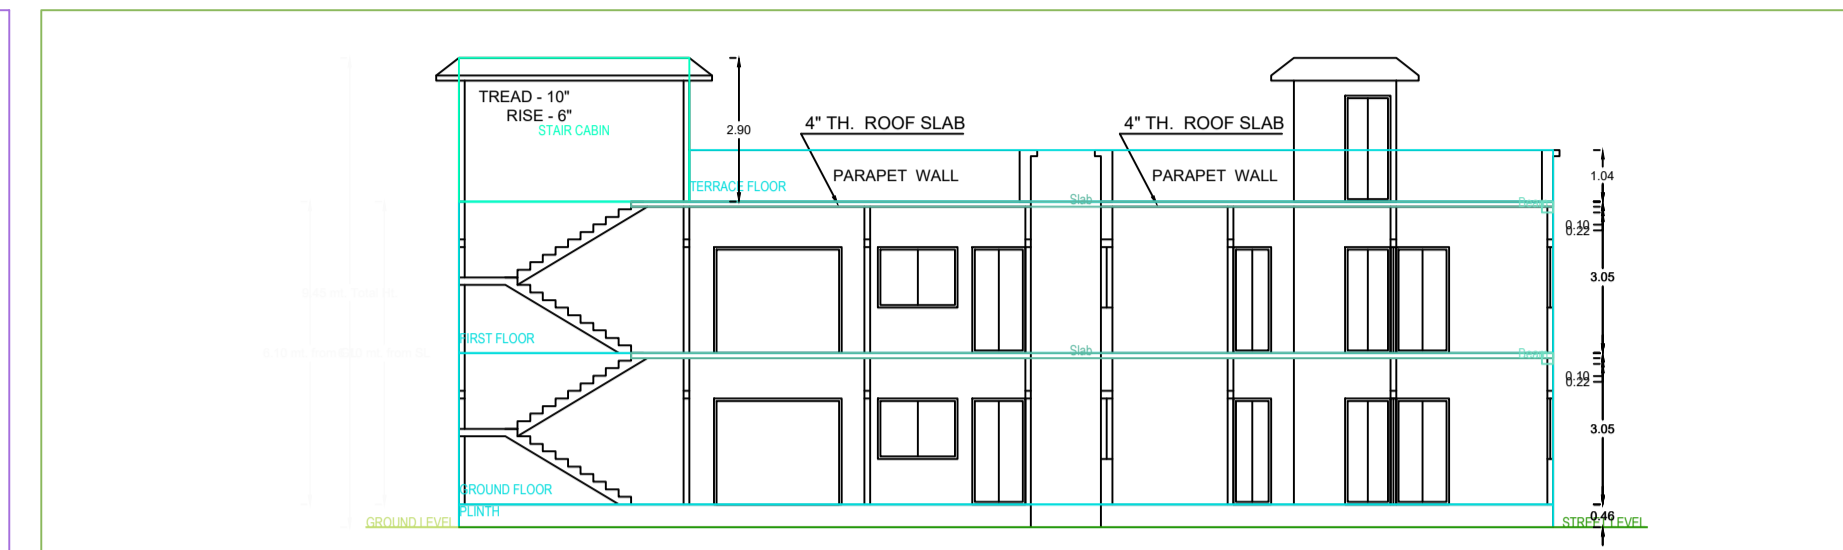 TREAD - 10"
RISE - 6"
STAIR CABIN
2.90
4" TH. ROOF SLAB
4" TH. ROOF SLAB
PARAPET WALL
PARAPET WALL
1.04
TERRACE FLOOR
Slab
0.10
0.22
3.05
FIRST FLOOR
Slab
0.10
0.22
3.05
GROUND FLOOR
PLINTH
0.46
GROUND LEVEL
STREET LEVEL